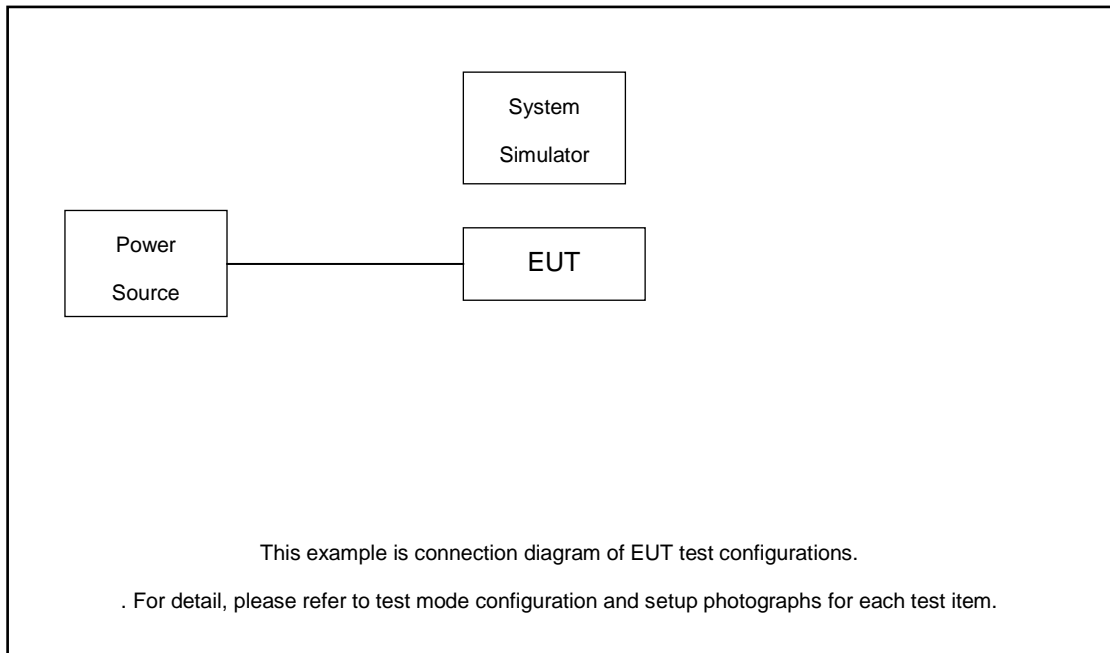 System
Simulator
Power
Source
EUT
This example is connection diagram of EUT test configurations.
. For detail, please refer to test mode configuration and setup photographs for each test item.